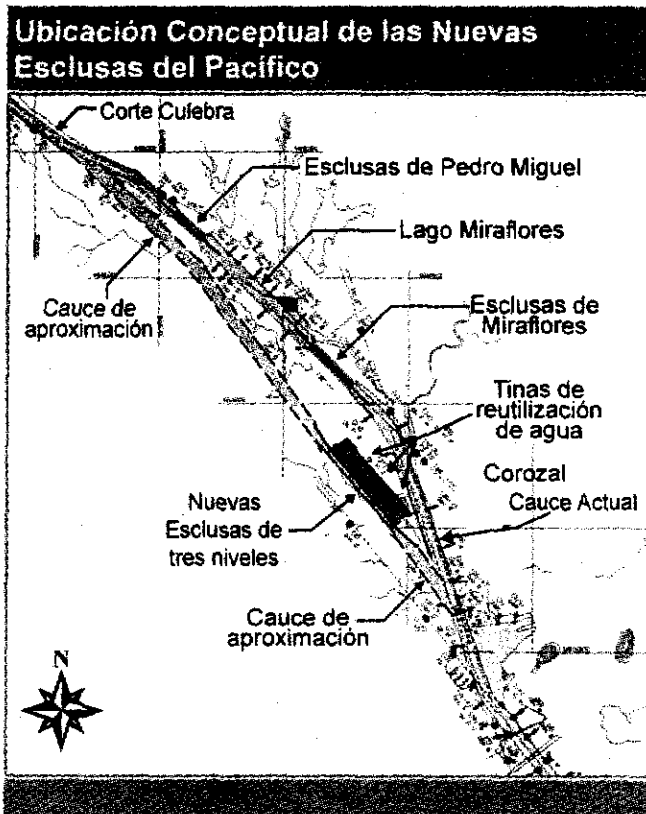 Ubicación Conceptual de las Nuevas
Esclusas del Pacífico
Corte Culebra
Esclusas de Pedro Miguel
Lago Miraflores
Cauce de
aproximación
Esclusas de
Miraflores
Tinas de
reutilización
de agua
Corozal
Cauce Actual
Nuevas
Esclusas de
tres niveles
Cauce de
aproximación
N